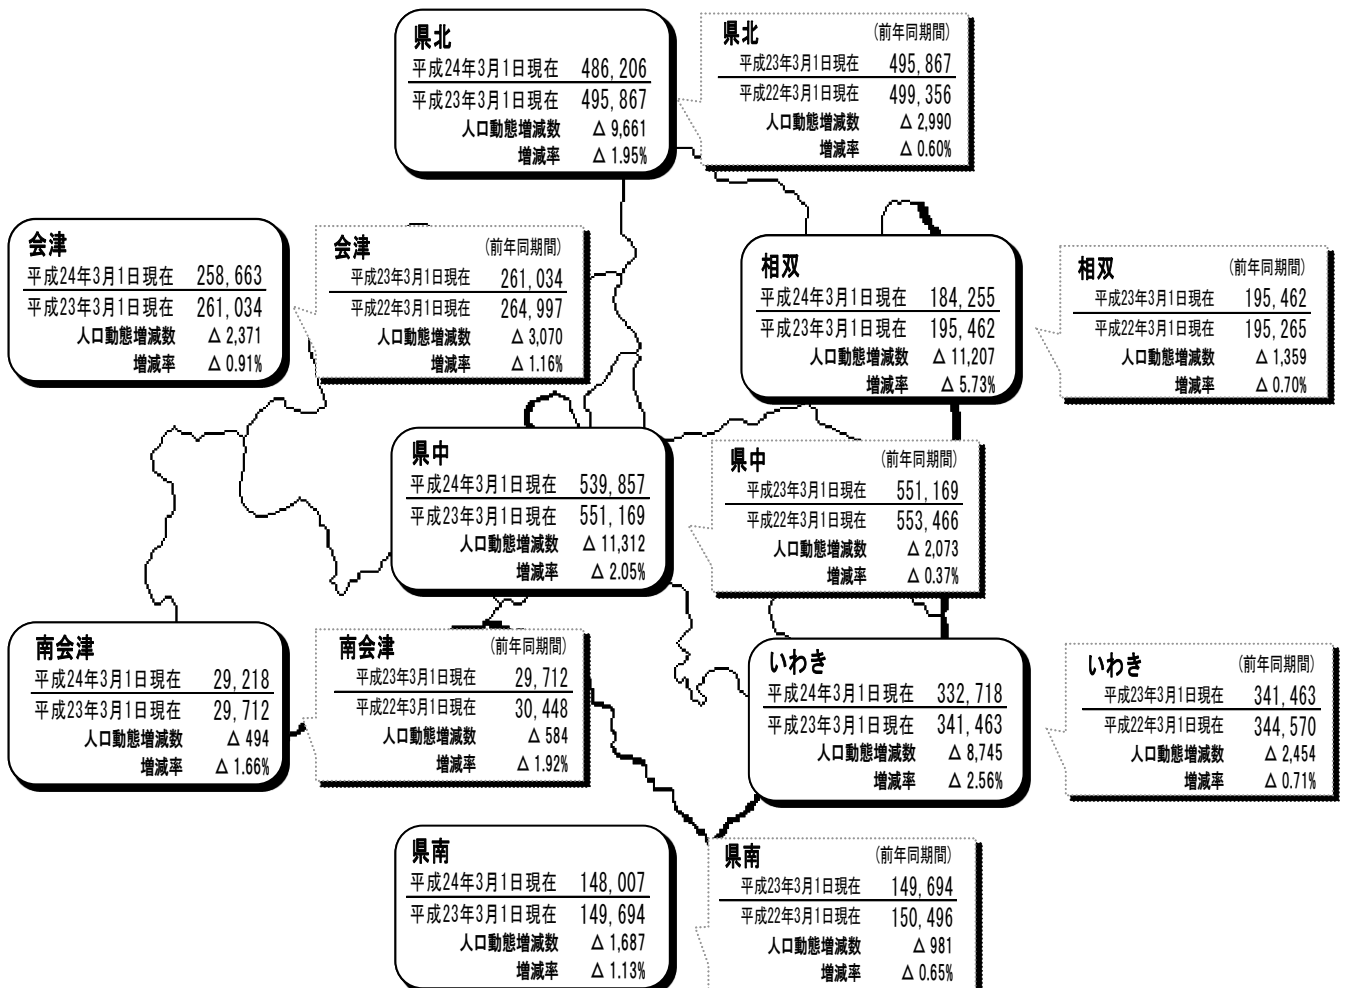 県北
平成24年3月1日現在 486,206
平成23年3月1日現在 495,867
人口動態増減数 △ 9,661
増減率 △ 1.95%
県北 (前年同期間)
平成23年3月1日現在 495,867
平成22年3月1日現在 499,356
人口動態増減数 △ 2,990
増減率 △ 0.60%
会津
平成24年3月1日現在 258,663
平成23年3月1日現在 261,034
人口動態増減数 △ 2,371
増減率 △ 0.91%
会津 (前年同期間)
平成23年3月1日現在 261,034
平成22年3月1日現在 264,997
人口動態増減数 △ 3,070
増減率 △ 1.16%
相双
平成24年3月1日現在 184,255
平成23年3月1日現在 195,462
人口動態増減数 △ 11,207
増減率 △ 5.73%
相双 (前年同期間)
平成23年3月1日現在 195,462
平成22年3月1日現在 195,265
人口動態増減数 △ 1,359
増減率 △ 0.70%
県中
平成24年3月1日現在 539,857
平成23年3月1日現在 551,169
人口動態増減数 △ 11,312
増減率 △ 2.05%
県中 (前年同期間)
平成23年3月1日現在 551,169
平成22年3月1日現在 553,466
人口動態増減数 △ 2,073
増減率 △ 0.37%
南会津
平成24年3月1日現在 29,218
平成23年3月1日現在 29,712
人口動態増減数 △ 494
増減率 △ 1.66%
南会津 (前年同期間)
平成23年3月1日現在 29,712
平成22年3月1日現在 30,448
人口動態増減数 △ 584
増減率 △ 1.92%
いわき
平成24年3月1日現在 332,718
平成23年3月1日現在 341,463
人口動態増減数 △ 8,745
増減率 △ 2.56%
いわき (前年同期間)
平成23年3月1日現在 341,463
平成22年3月1日現在 344,570
人口動態増減数 △ 2,454
増減率 △ 0.71%
県南
平成24年3月1日現在 148,007
平成23年3月1日現在 149,694
人口動態増減数 △ 1,687
増減率 △ 1.13%
県南 (前年同期間)
平成23年3月1日現在 149,694
平成22年3月1日現在 150,496
人口動態増減数 △ 981
増減率 △ 0.65%